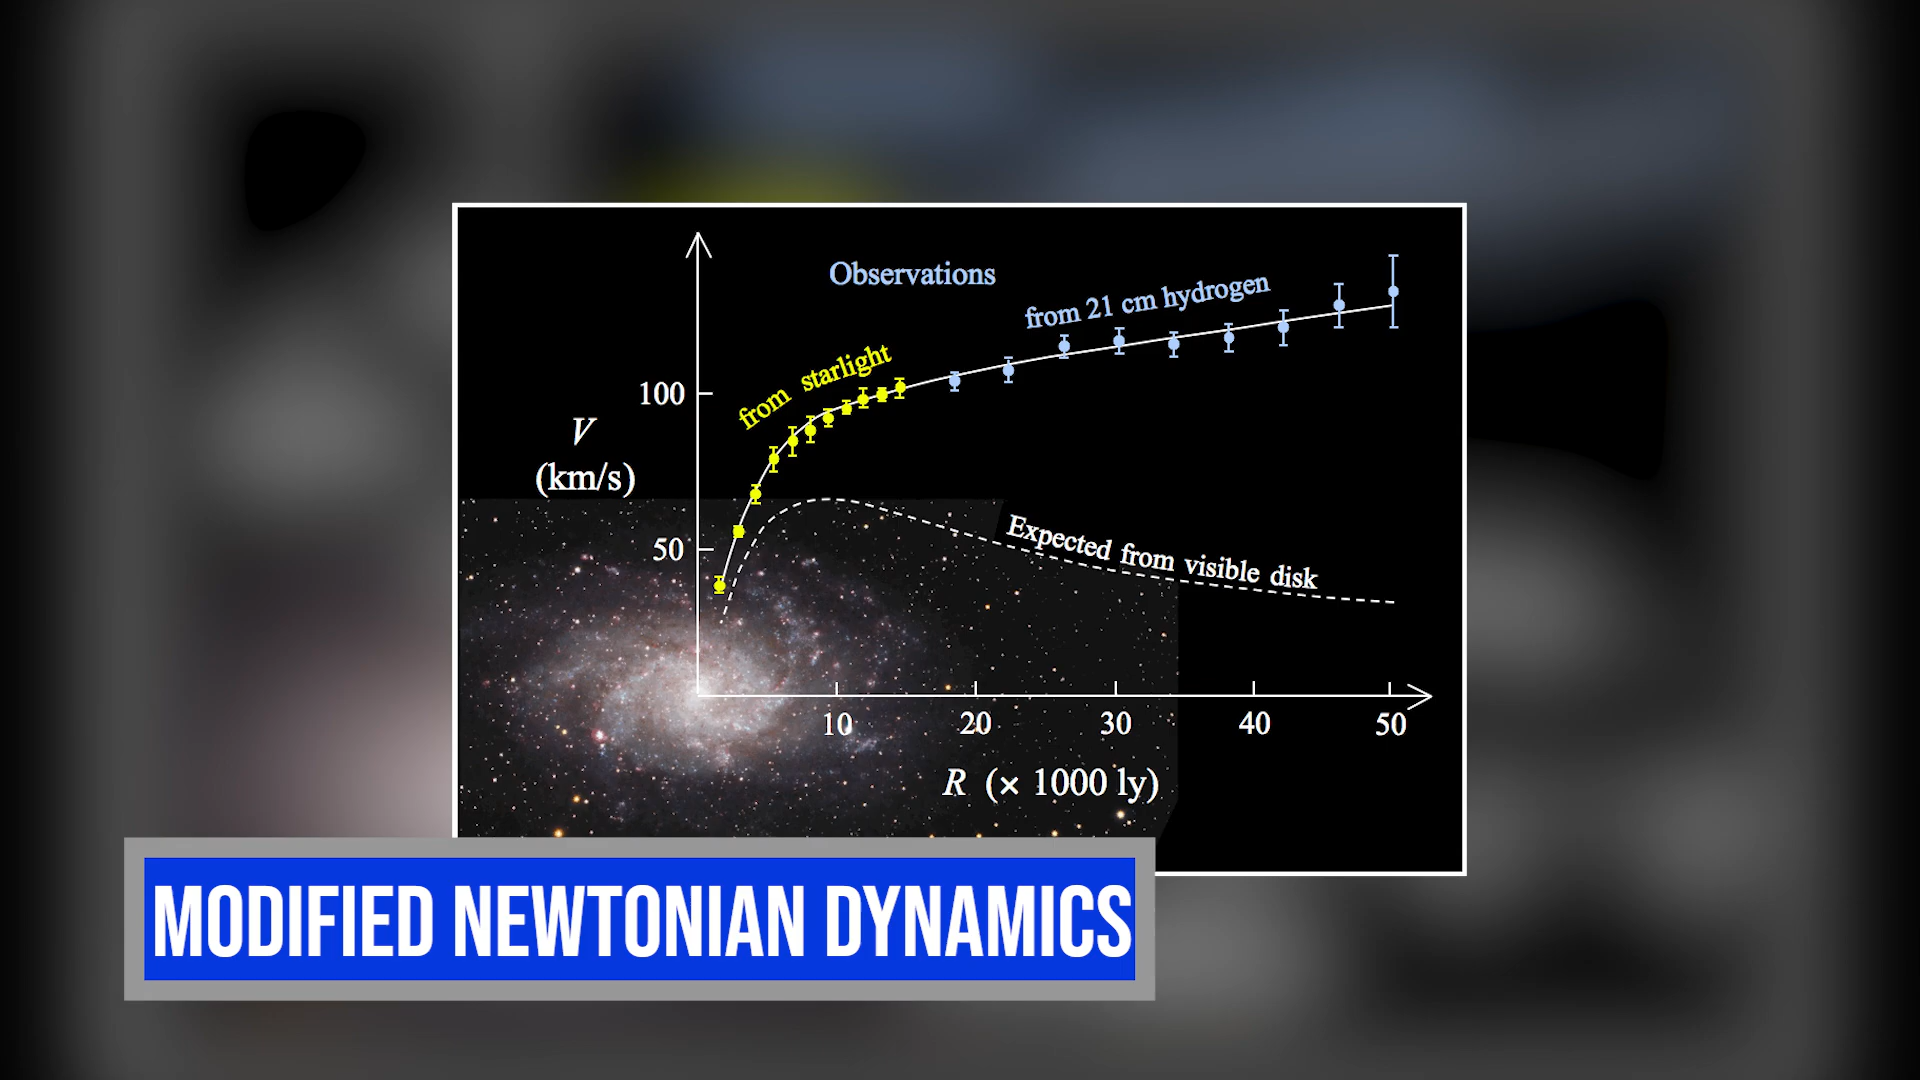 Observations
from 21 cm hydrogen
from starlight
100
V
(km/s)
50
Expected from visible disk
10 20 30 40 50
R (× 1000 ly)
MODIFIED NEWTONIAN DYNAMICS